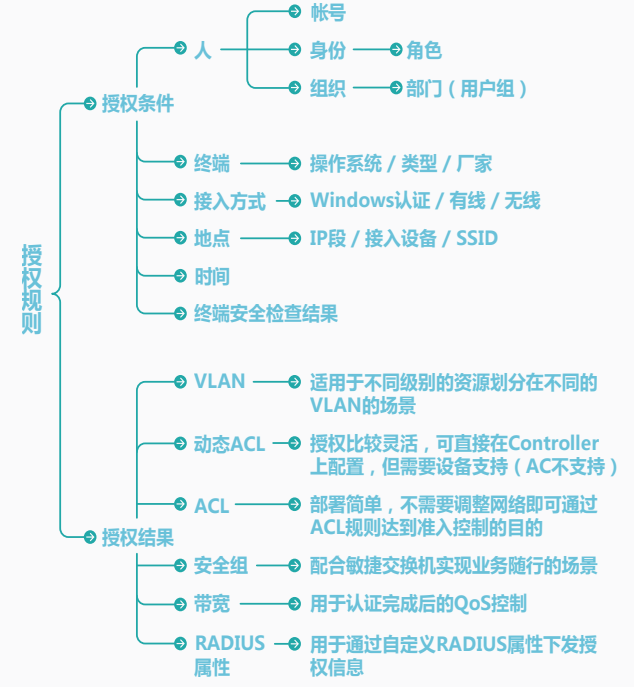 授权规则
授权条件
人
帐号
身份
角色
组织
部门（用户组）
终端
操作系统 / 类型 / 厂家
接入方式
Windows认证 / 有线 / 无线
地点
IP段 / 接入设备 / SSID
时间
终端安全检查结果
授权结果
VLAN
适用于不同级别的资源划分在不同的
VLAN的场景
动态ACL
授权比较灵活，可直接在Controller
上配置，但需要设备支持（AC不支持）
ACL
部署简单，不需要调整网络即可通过
ACL规则达到准入控制的目的
安全组
配合敏捷交换机实现业务随行的场景
带宽
用于认证完成后的QoS控制
RADIUS
属性
用于通过自定义RADIUS属性下发授
权信息